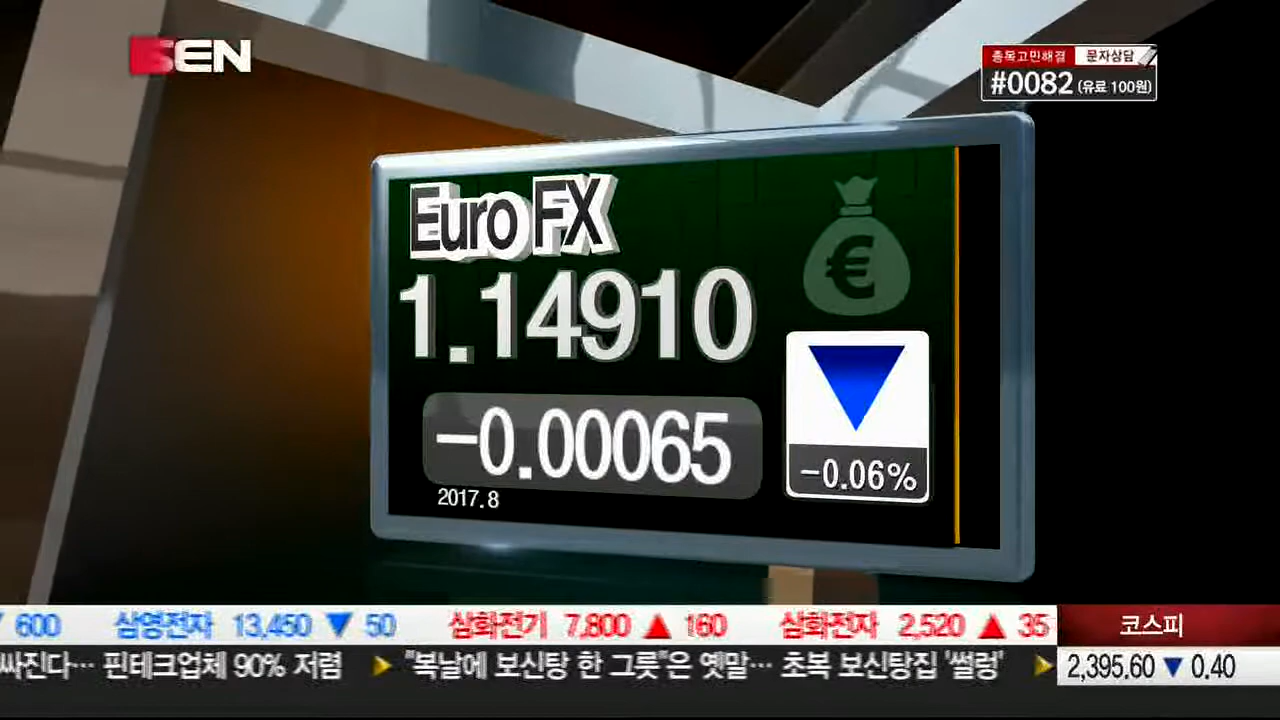 SEN
종목고민해결 문자상담
#0082 (유료 100원)
Euro FX
€
1.14910
-0.00065
-0.06%
2017.8
▼ 600 삼영전자 13,450 ▼ 50 삼화전기 7,800 ▲ 160 삼화전자 2,520 ▲ 35
코스피
싸진다… 핀테크업체 90% 저렴 ▶ "복날에 보신탕 한 그릇"은 옛말… 초복 보신탕집 '썰렁' ▶
2,395.60 ▼ 0.40